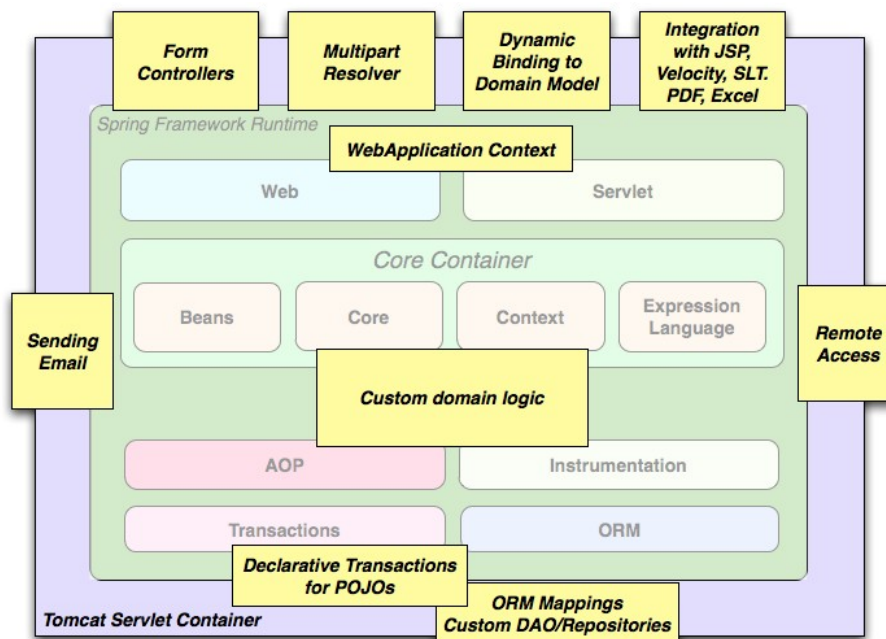 Form
Controllers
Multipart
Resolver
Dynamic
Binding to
Domain Model
Integration
with JSP,
Velocity, SLT.
PDF, Excel
Spring Framework Runtime
WebApplication Context
Web
Servlet
Core Container
Beans
Core
Context
Expression
Language
Sending
Email
Remote
Access
Custom domain logic
AOP
Instrumentation
Transactions
ORM
Declarative Transactions
for POJOs
ORM Mappings
Custom DAO/Repositories
Tomcat Servlet Container